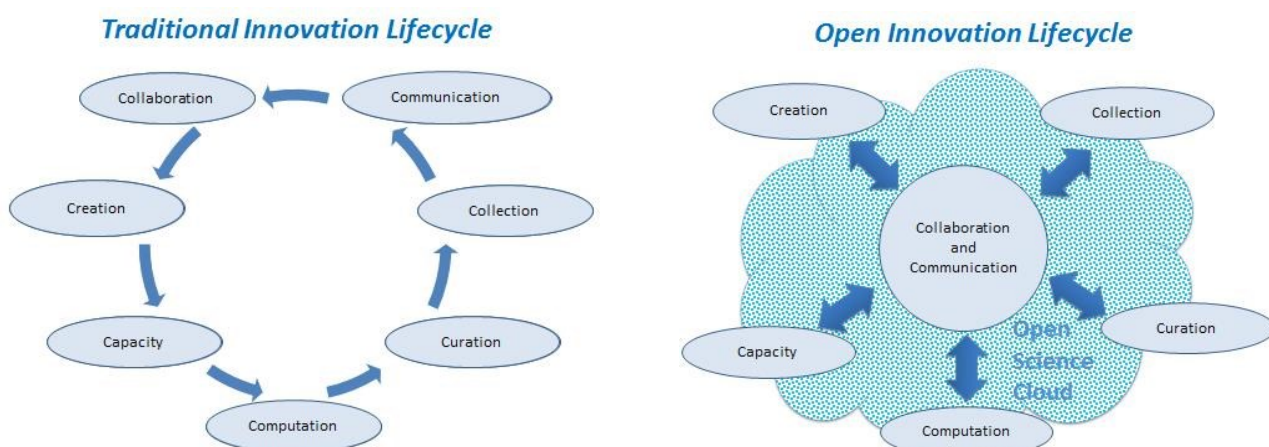 Traditional Innovation Lifecycle
Collaboration
Communication
Creation
Collection
Capacity
Curation
Computation
Open Innovation Lifecycle
Creation
Collection
Collaboration
and
Communication
Capacity
Curation
Open
Science
Cloud
Computation